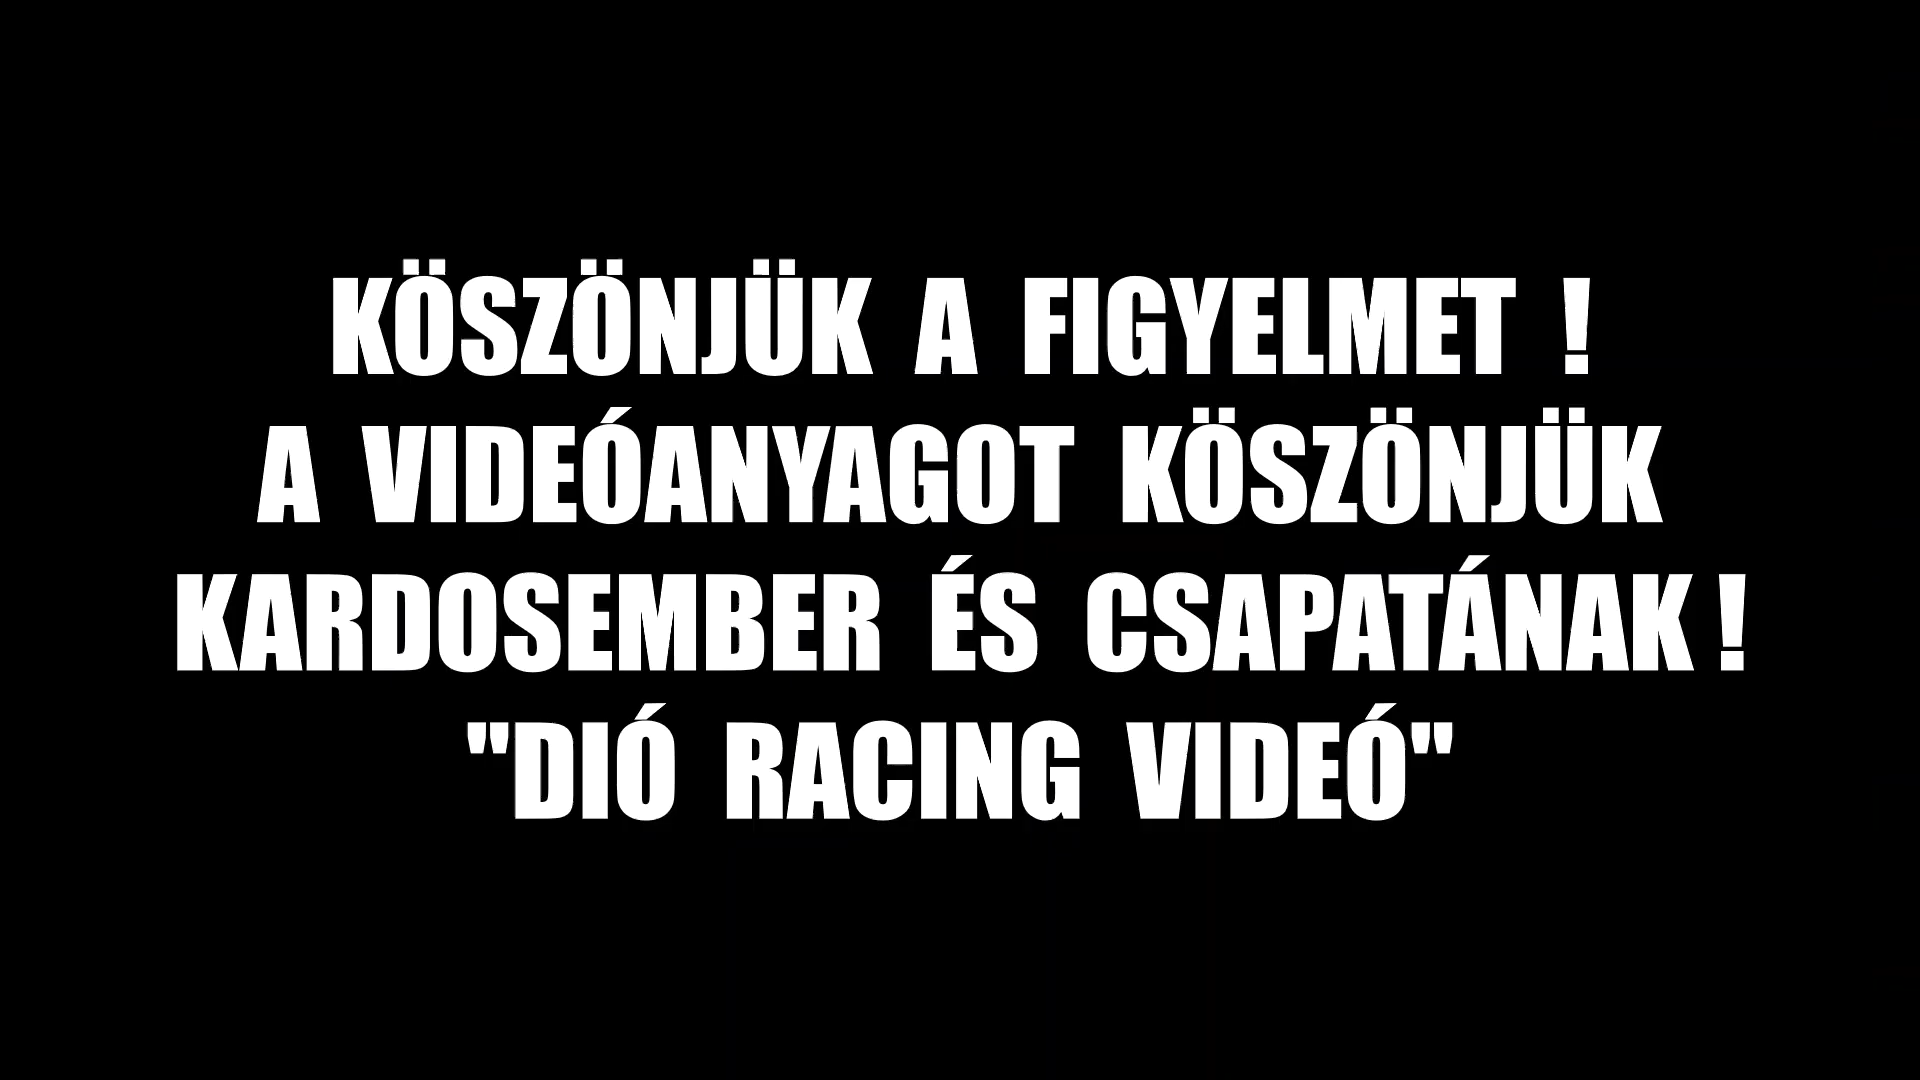 KÖSZÖNJÜK A FIGYELMET !
A VIDEÓANYAGOT KÖSZÖNJÜK
KARDOSEMBER ÉS CSAPATÁNAK !
"DIÓ RACING VIDEÓ"